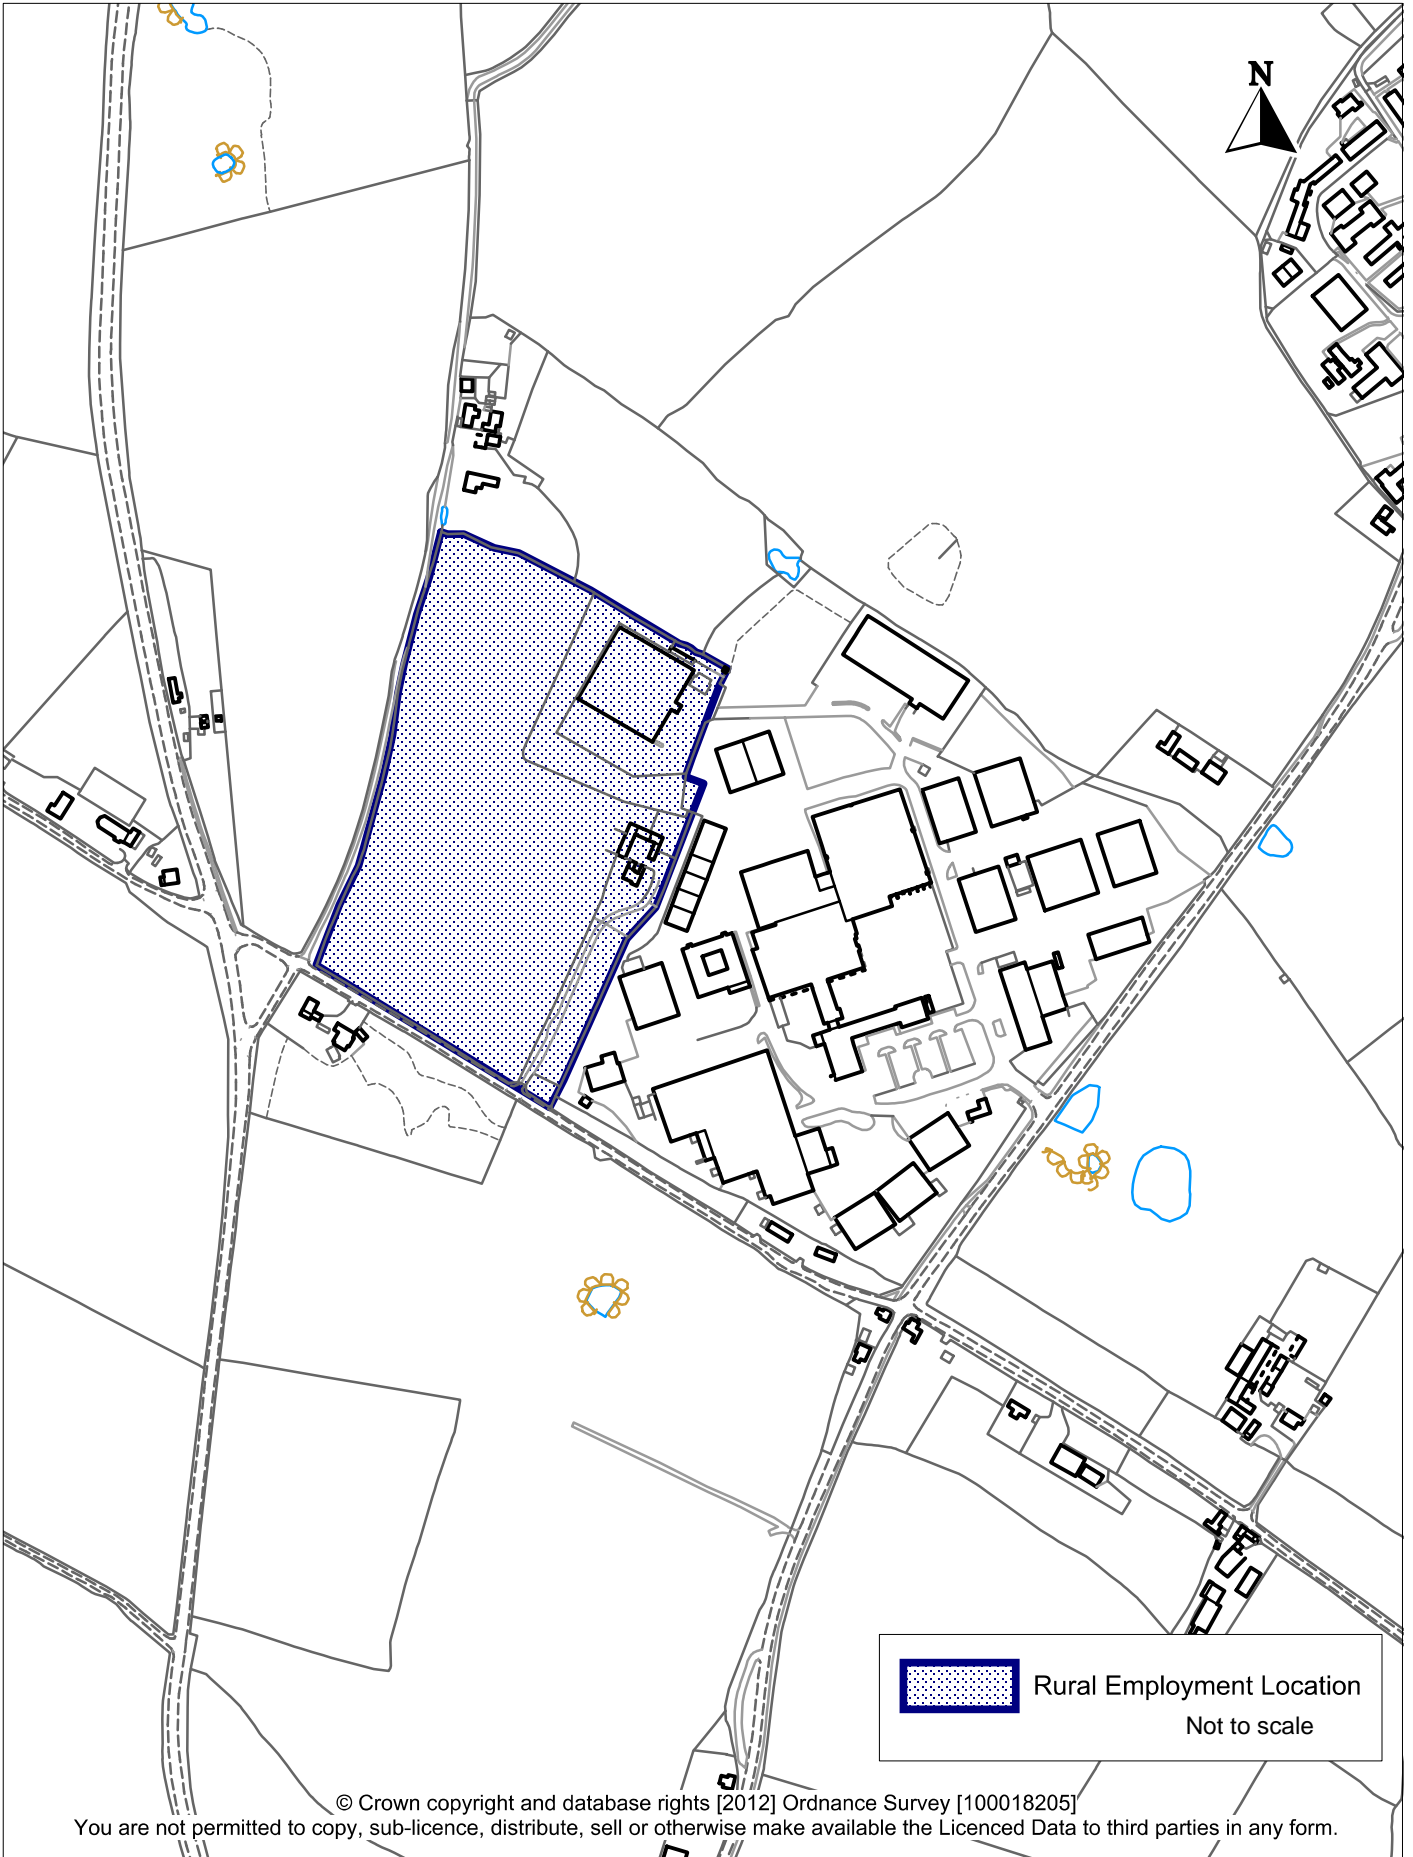 N
Rural Employment Location
Not to scale
© Crown copyright and database rights [2012] Ordnance Survey [100018205]
You are not permitted to copy, sub-licence, distribute, sell or otherwise make available the Licenced Data to third parties in any form.